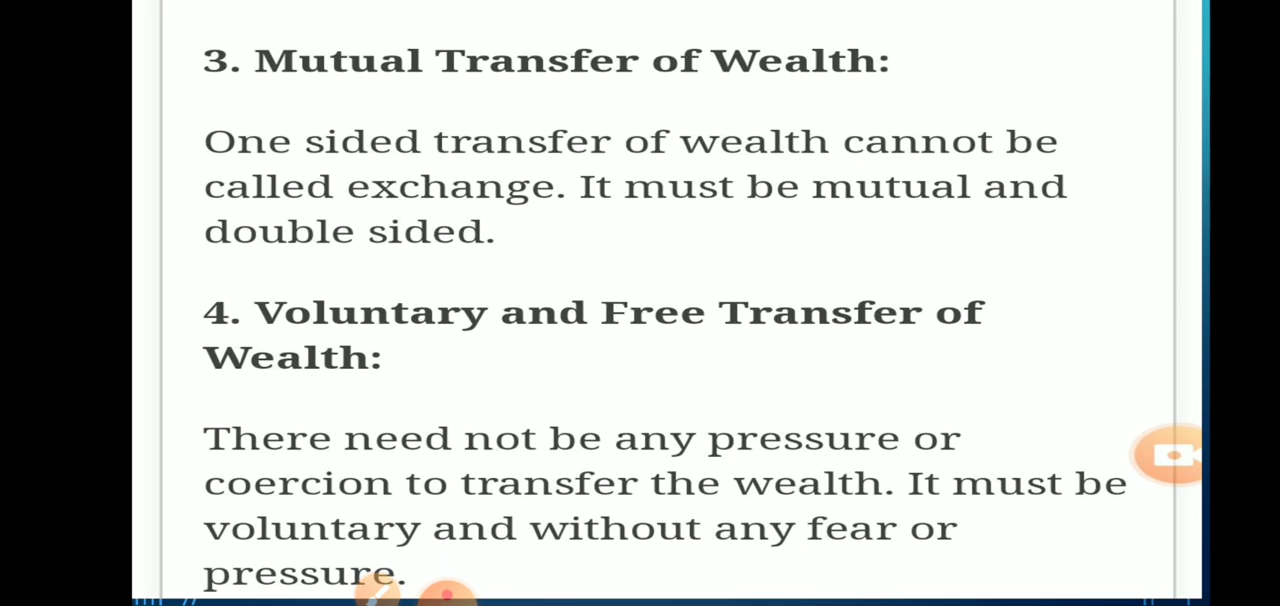 3. Mutual Transfer of Wealth:
One sided transfer of wealth cannot be
called exchange. It must be mutual and
double sided.
4. Voluntary and Free Transfer of
Wealth:
There need not be any pressure or
coercion to transfer the wealth. It must be
voluntary and without any fear or
pressure.